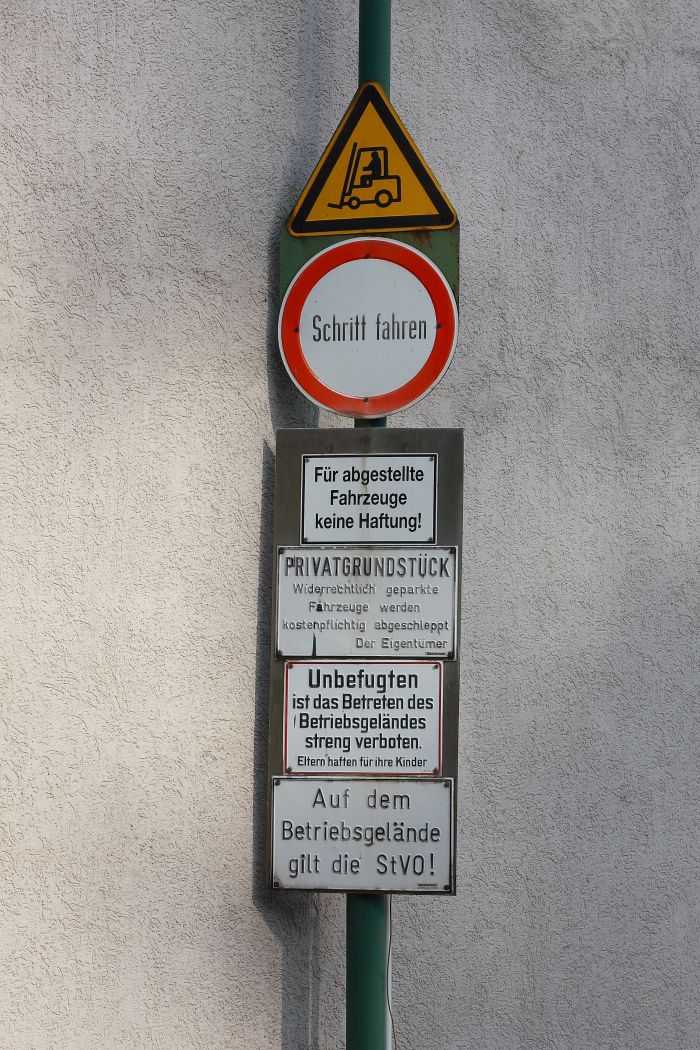 Schritt fahren
Für abgestellte
Fahrzeuge
keine Haftung!
PRIVATGRUNDSTÜCK
Widerrechtlich geparkte
Fahrzeuge werden
kostenpflichtig abgeschleppt
Der Eigentümer
Unbefugten
ist das Betreten des
Betriebsgeländes
streng verboten.
Eltern haften für ihre Kinder
Auf dem
Betriebsgelände
gilt die StVO!